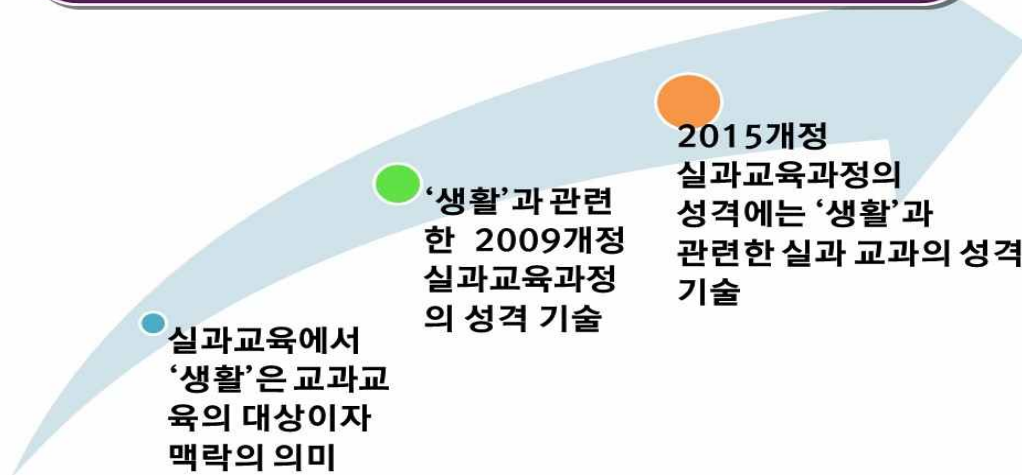 실과교육에서
‘생활’은 교과교
육의 대상이자
맥락의 의미
‘생활’과 관련
한 2009개정
실과교육과정
의 성격 기술
2015개정
실과교육과정의
성격에는 ‘생활’과
관련한 실과 교과의 성격
기술